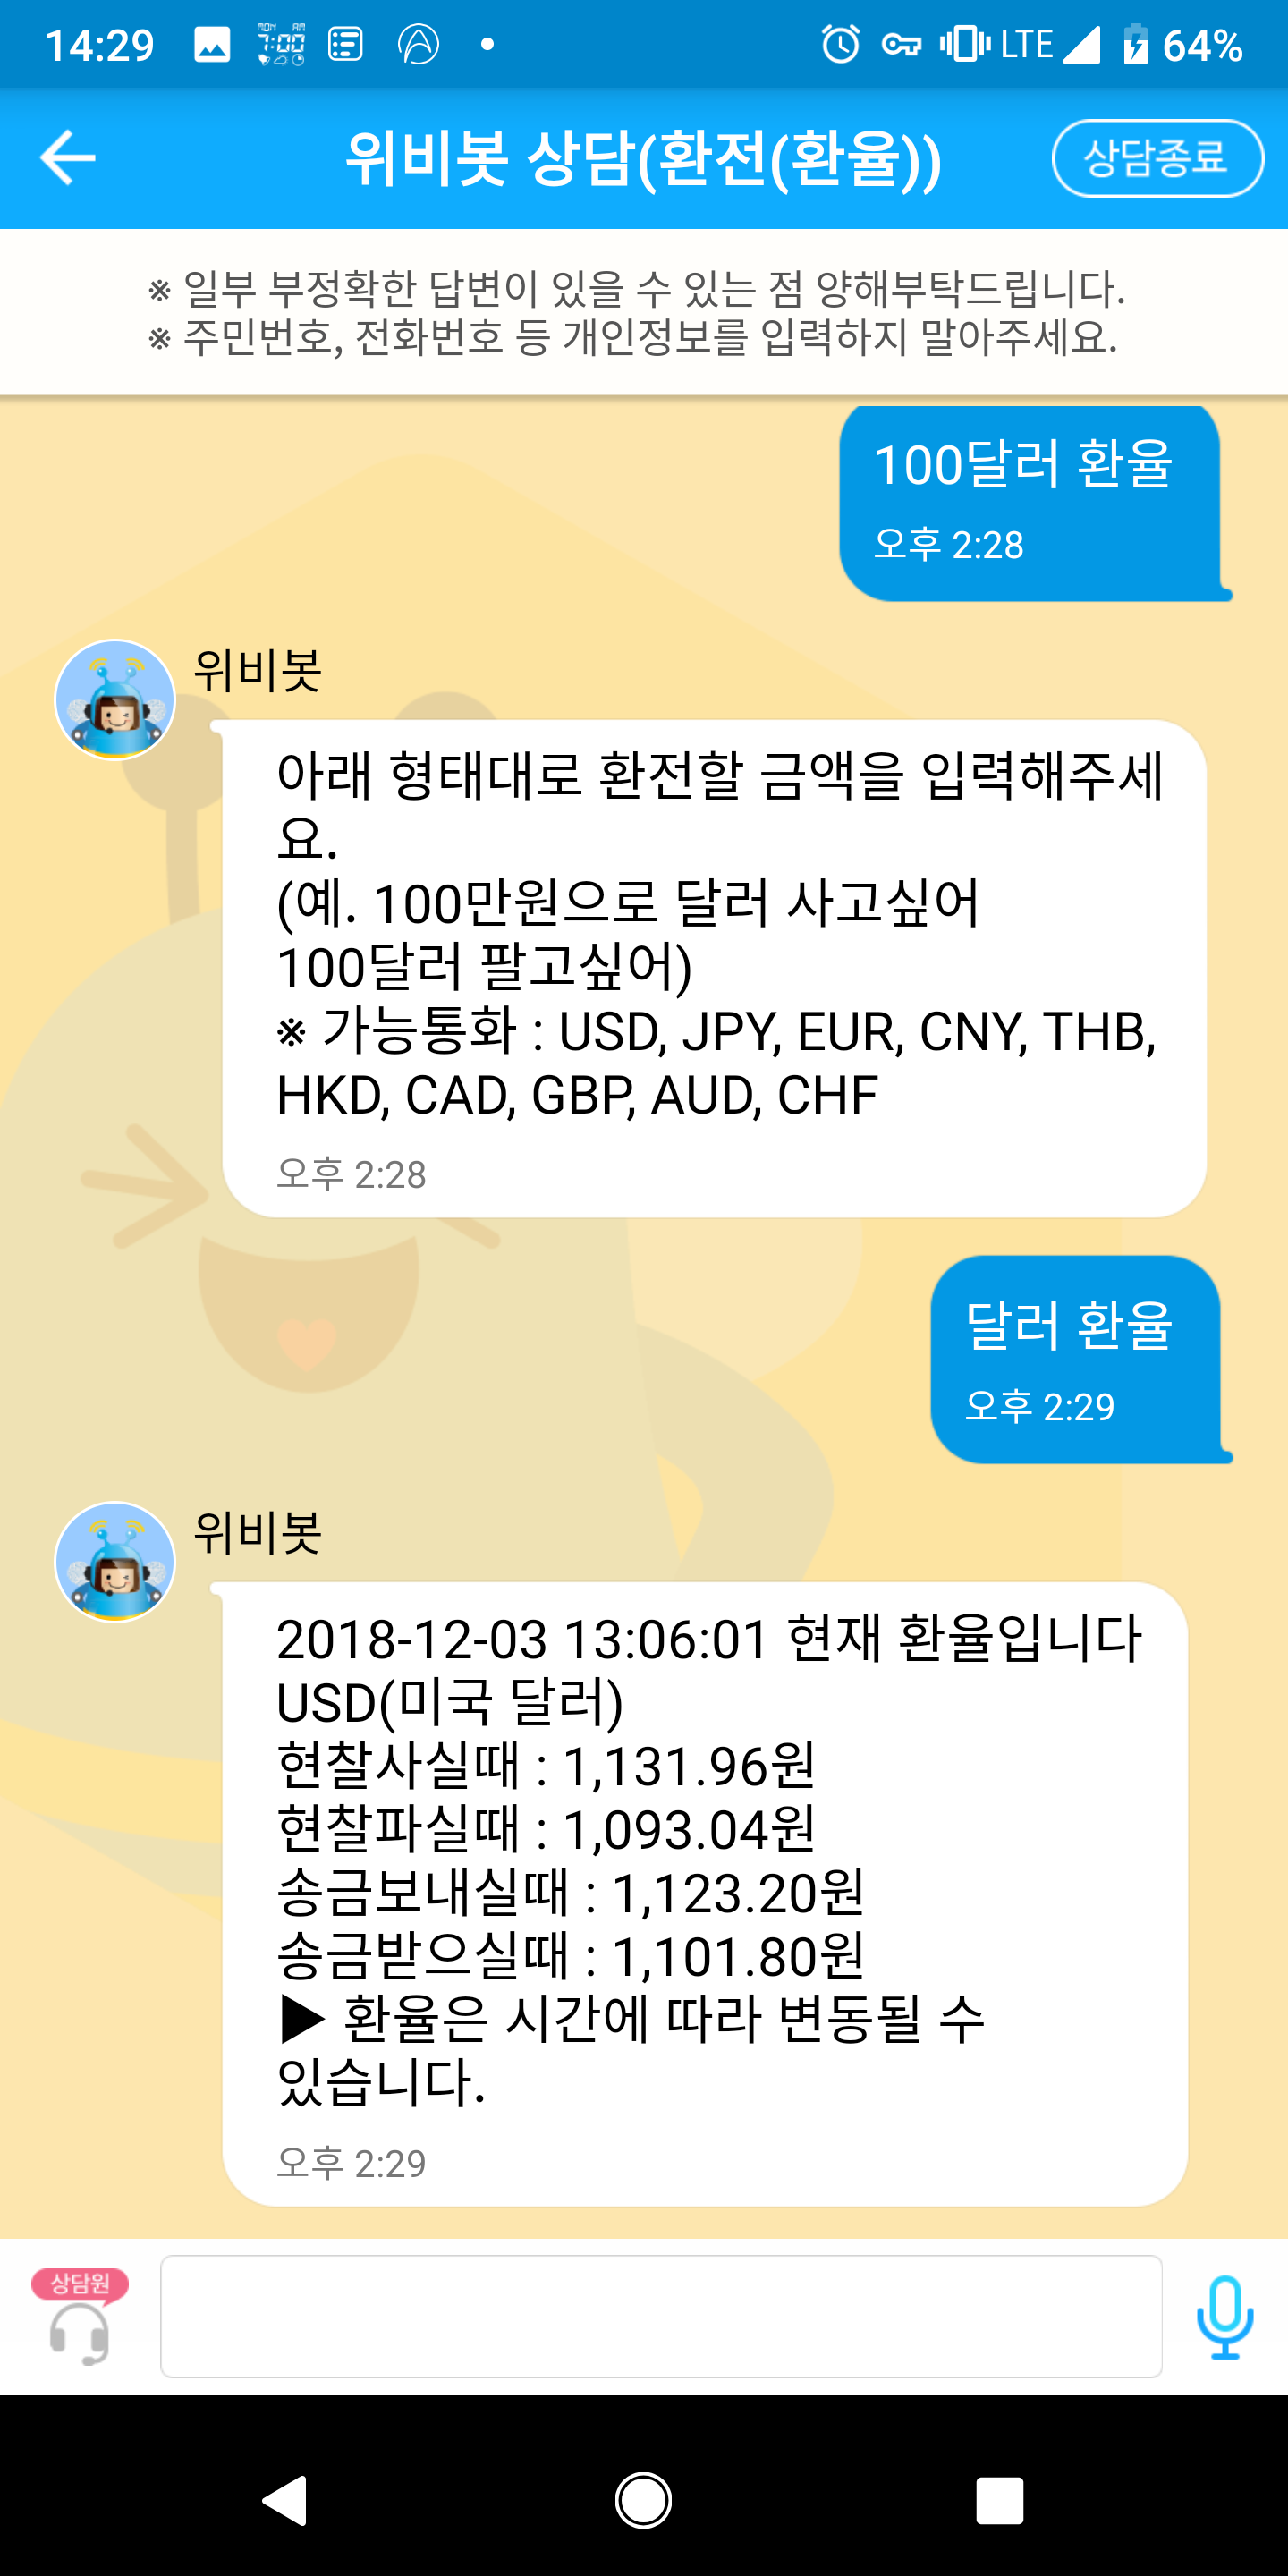 14:29
MON AM
7:00
LTE
64%
위비봇 상담(환전(환율))
상담종료
※ 일부 부정확한 답변이 있을 수 있는 점 양해부탁드립니다.
※ 주민번호, 전화번호 등 개인정보를 입력하지 말아주세요.
100달러 환율
오후 2:28
위비봇
아래 형태대로 환전할 금액을 입력해주세
요.
(예. 100만원으로 달러 사고싶어
100달러 팔고싶어)
※ 가능통화 : USD, JPY, EUR, CNY, THB,
HKD, CAD, GBP, AUD, CHF
오후 2:28
달러 환율
오후 2:29
위비봇
2018-12-03 13:06:01 현재 환율입니다
USD(미국 달러)
현찰사실때 : 1,131.96원
현찰파실때 : 1,093.04원
송금보내실때 : 1,123.20원
송금받으실때 : 1,101.80원
▶ 환율은 시간에 따라 변동될 수
있습니다.
오후 2:29
상담원